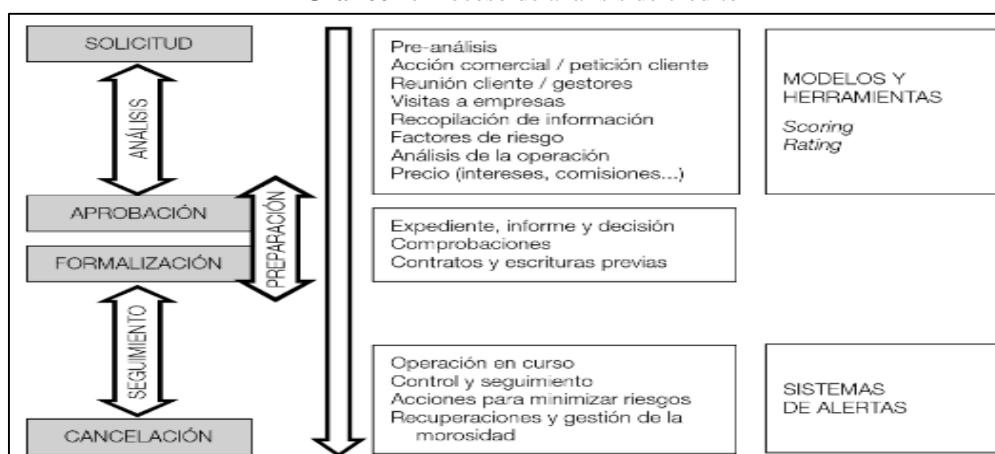 SOLICITUD
ANÁLISIS
APROBACIÓN
PREPARACIÓN
FORMALIZACIÓN
SEGUIMIENTO
CANCELACIÓN
Pre-análisis
Acción comercial / petición cliente
Reunión cliente / gestores
Visitas a empresas
Recopilación de información
Factores de riesgo
Análisis de la operación
Precio (intereses, comisiones...)
MODELOS Y
HERRAMIENTAS
Scoring
Rating
Expediente, informe y decisión
Comprobaciones
Contratos y escrituras previas
Operación en curso
Control y seguimiento
Acciones para minimizar riesgos
Recuperaciones y gestión de la
morosidad
SISTEMAS
DE ALERTAS